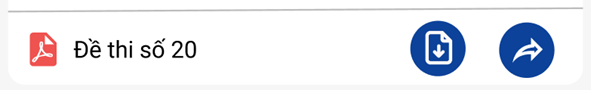 Đề thi số 20